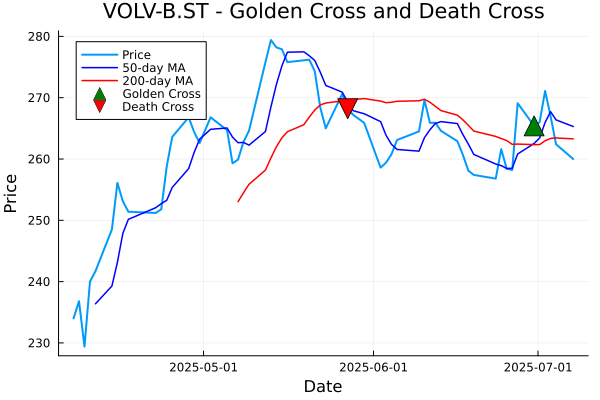 VOLV-B.ST - Golden Cross and Death Cross
Price
50-day MA
200-day MA
Golden Cross
Death Cross
280
270
260
250
240
230
Price
2025-05-01
2025-06-01
2025-07-01
Date